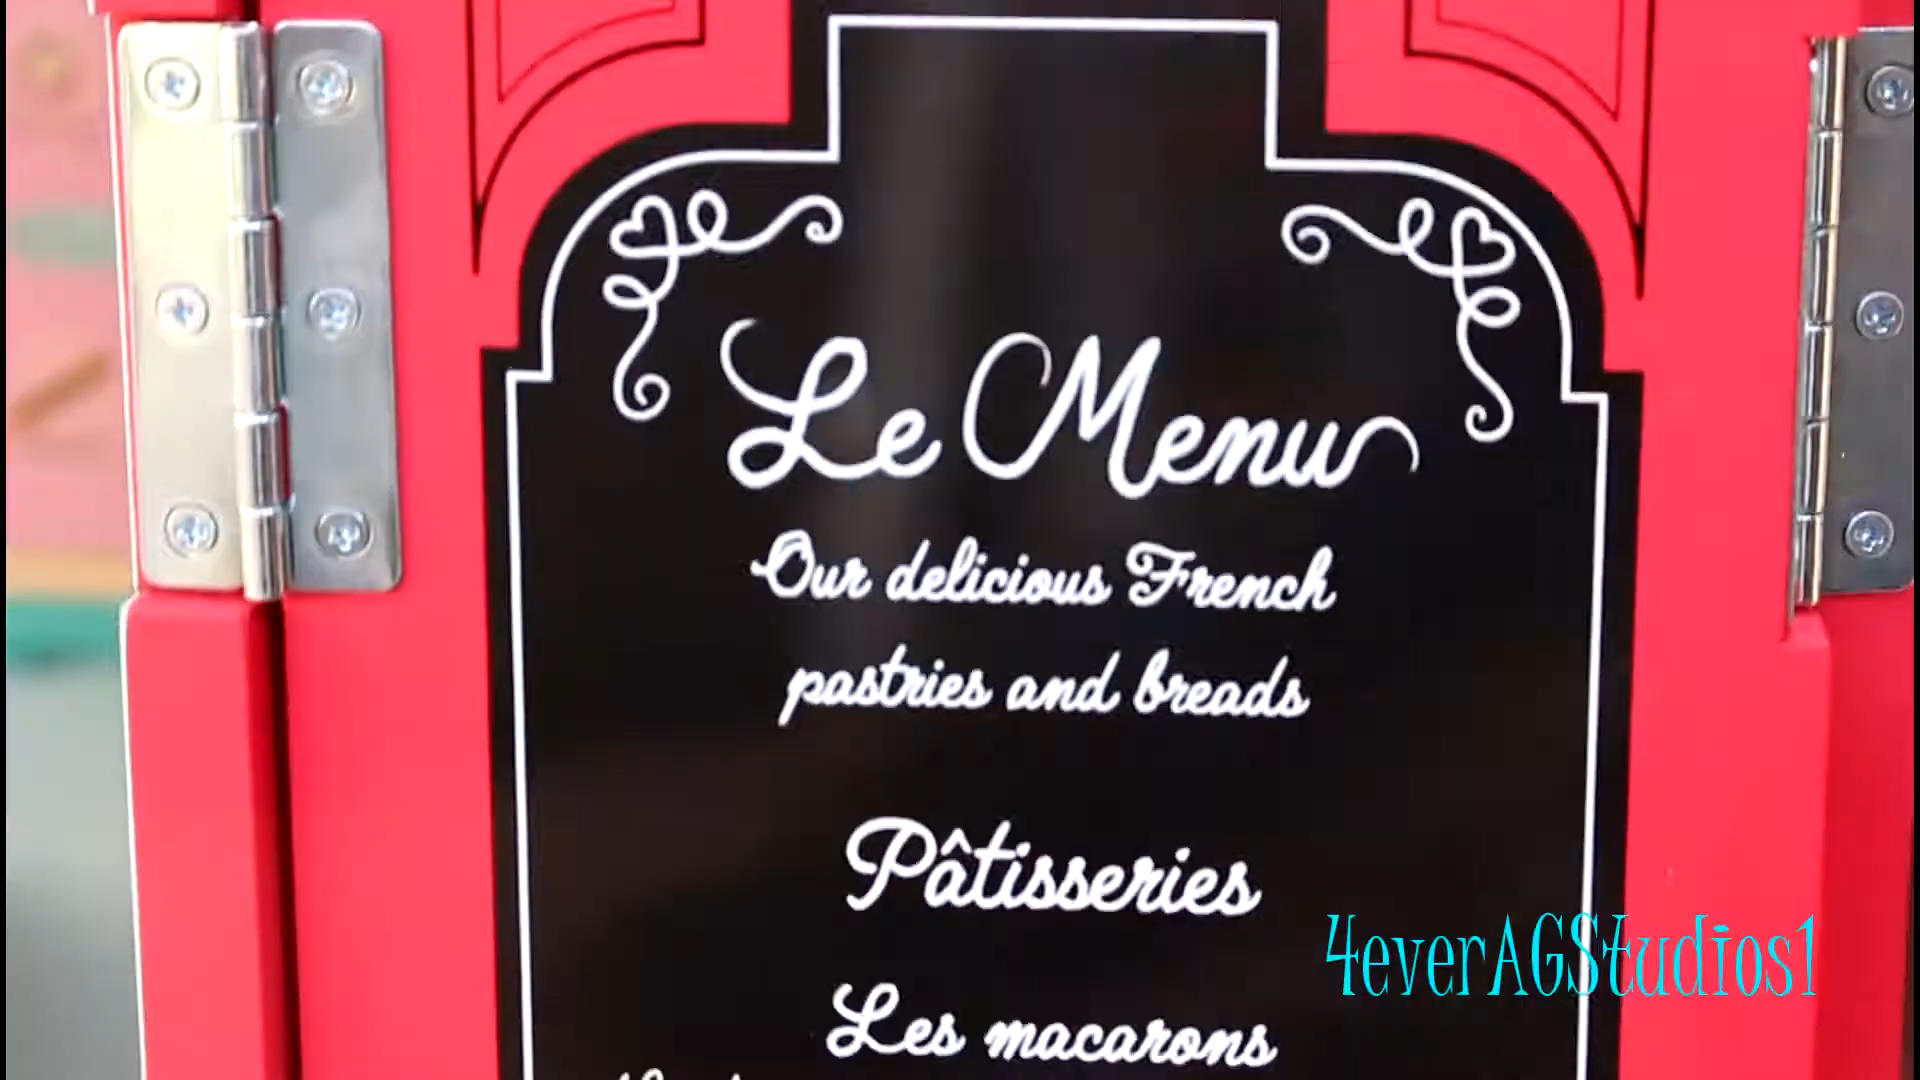 Le Menu
Our delicious French
pastries and breads
Pâtisseries
4everAGStudios1
Les macarons